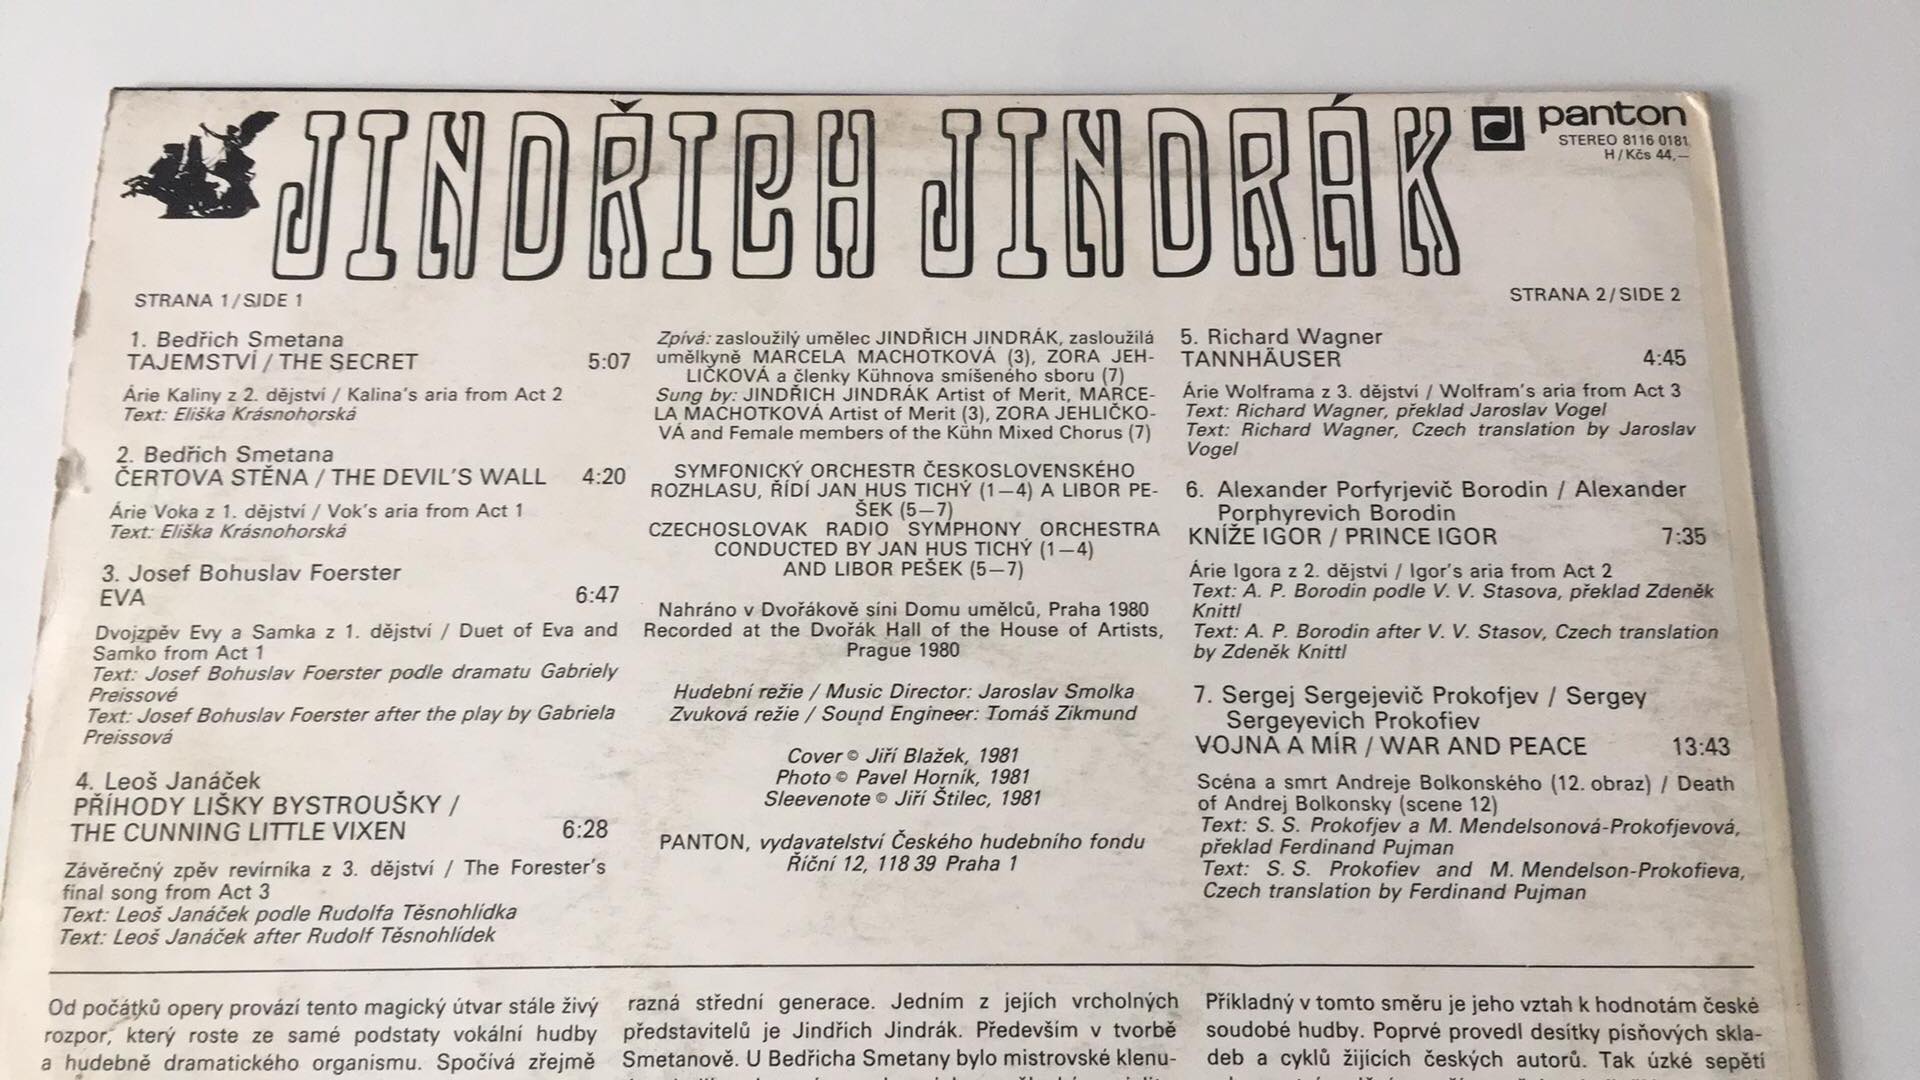 JINDŘICH JINDRÁK
panton
STEREO 8116 0181
H/Kčs 44,—
STRANA 1/SIDE 1
1. Bedřich Smetana
TAJEMSTVÍ/THE SECRET 5:07
Árie Kaliny z 2. dějství / Kalina's aria from Act 2
Text: Eliška Krásnohorská
2. Bedřich Smetana
ČERTOVA STĚNA/THE DEVIL'S WALL 4:20
Árie Voka z 1. dějství / Vok's aria from Act 1
Text: Eliška Krásnohorská
3. Josef Bohuslav Foerster
EVA 6:47
Dvojzpěv Evy a Samka z 1. dějství / Duet of Eva and
Samko from Act 1
Text: Josef Bohuslav Foerster podle dramatu Gabriely
Preissové
Text: Josef Bohuslav Foerster after the play by Gabriela
Preissová
4. Leoš Janáček
PŘÍHODY LIŠKY BYSTROUŠKY /
THE CUNNING LITTLE VIXEN 6:28
Závěrečný zpěv revírníka z 3. dějství / The Forester's
final song from Act 3
Text: Leoš Janáček podle Rudolfa Těsnohlídka
Text: Leoš Janáček after Rudolf Těsnohlídek
Zpívá: zasloužilý umělec JINDŘICH JINDRÁK, zasloužilá
umělkyně MARCELA MACHOTKOVÁ (3), ZORA JEH-
LIČKOVÁ a členky Kühnova smíšeného sboru (7)
Sung by: JINDŘICH JINDRÁK Artist of Merit, MARCE-
LA MACHOTKOVÁ Artist of Merit (3), ZORA JEHLIČKO-
VÁ and Female members of the Kühn Mixed Chorus (7)
SYMFONICKÝ ORCHESTR ČESKOSLOVENSKÉHO
ROZHLASU, ŘÍDÍ JAN HUS TICHÝ (1—4) A LIBOR PE-
ŠEK (5—7)
CZECHOSLOVAK RADIO SYMPHONY ORCHESTRA
CONDUCTED BY JAN HUS TICHÝ (1—4)
AND LIBOR PEŠEK (5—7)
Nahráno v Dvořákově síni Domu umělců, Praha 1980
Recorded at the Dvořák Hall of the House of Artists,
Prague 1980
Hudební režie / Music Director: Jaroslav Smolka
Zvuková režie / Sound Engineer: Tomáš Zikmund
Cover © Jiří Blažek, 1981
Photo © Pavel Horník, 1981
Sleevenote © Jiří Štilec, 1981
PANTON, vydavatelství Českého hudebního fondu
Říční 12, 118 39 Praha 1
STRANA 2/SIDE 2
5. Richard Wagner
TANNHÄUSER 4:45
Árie Wolframa z 3. dějství / Wolfram's aria from Act 3
Text: Richard Wagner, překlad Jaroslav Vogel
Text: Richard Wagner, Czech translation by Jaroslav
Vogel
6. Alexander Porfyrjevič Borodin / Alexander
Porphyrevich Borodin
KNÍŽE IGOR / PRINCE IGOR 7:35
Árie Igora z 2. dějství / Igor's aria from Act 2
Text: A. P. Borodin podle V. V. Stasova, překlad Zdeněk
Knittl
Text: A. P. Borodin after V. V. Stasov, Czech translation
by Zdeněk Knittl
7. Sergej Sergejevič Prokofjev / Sergey
Sergeyevich Prokofiev
VOJNA A MÍR / WAR AND PEACE 13:43
Scéna a smrt Andreje Bolkonského (12. obraz) / Death
of Andrej Bolkonsky (scene 12)
Text: S. S. Prokofjev a M. Mendelsonová-Prokofjevová,
překlad Ferdinand Pujman
Text: S. S. Prokofiev and M. Mendelson-Prokofieva,
Czech translation by Ferdinand Pujman
Od počátků opery provází tento magický útvar stále živý
rozpor, který roste ze samé podstaty vokální hudby
a hudebně dramatického organismu. Spočívá zřejmě
razná střední generace. Jedním z jejích vrcholných
představitelů je Jindřich Jindrák. Především v tvorbě
Smetanově. U Bedřicha Smetany bylo mistrovské klenu-
Příkladný v tomto směru je jeho vztah k hodnotám české
soudobé hudby. Poprvé provedl desítky písňových skla-
deb a cyklů žijících českých autorů. Tak úzké sepětí